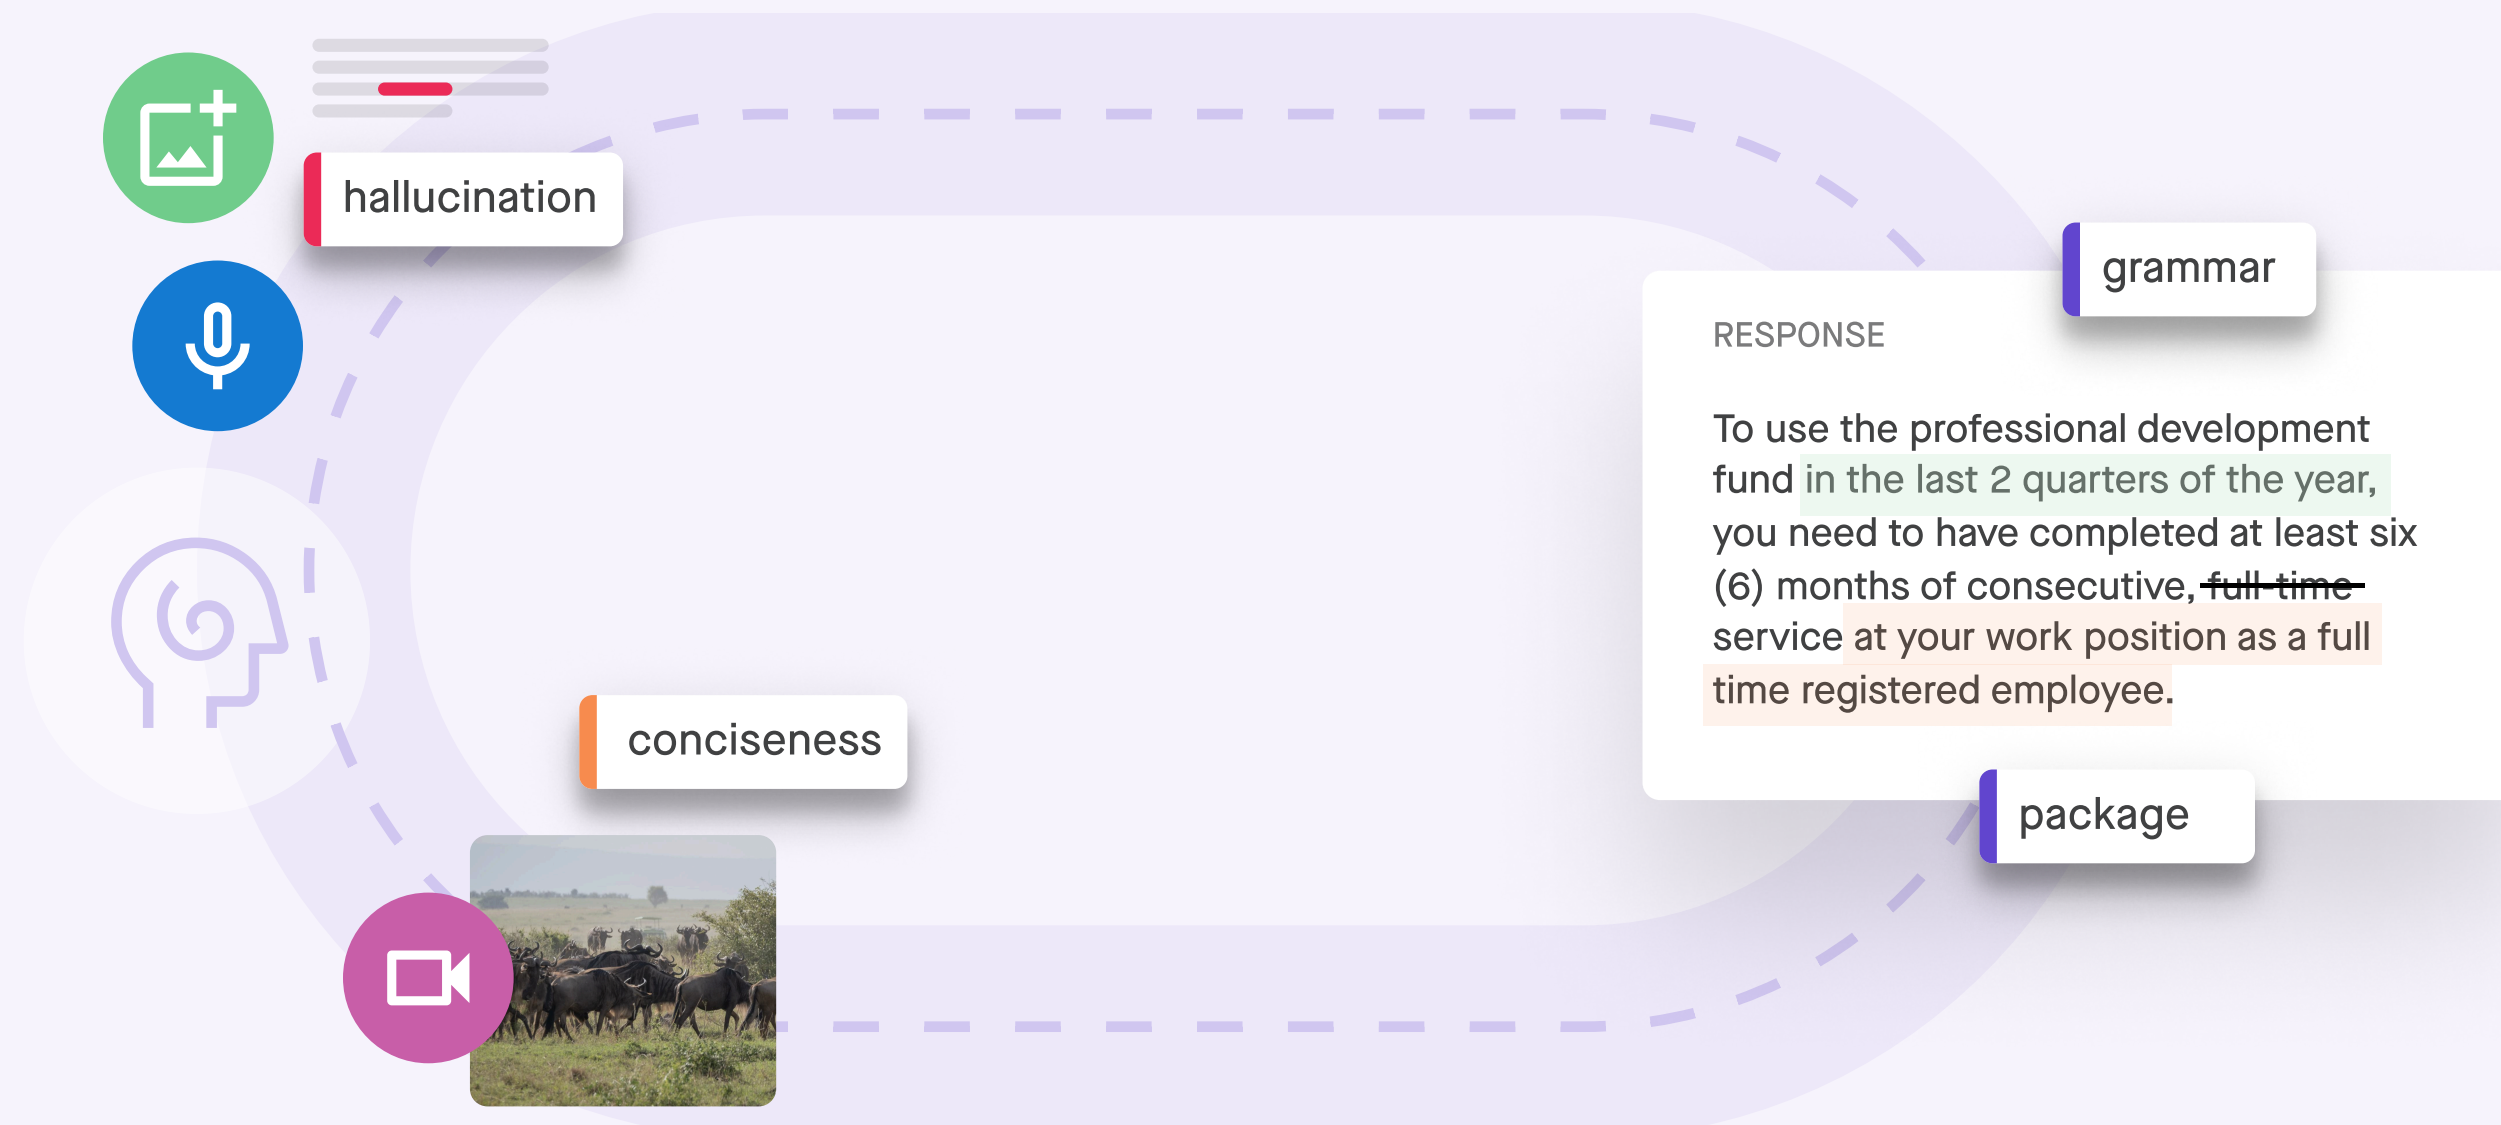 hallucination
grammar
RESPONSE
To use the professional development
fund in the last 2 quarters of the year,
you need to have completed at least six
(6) months of consecutive, full-time
service at your work position as a full
time registered employee.
conciseness
package